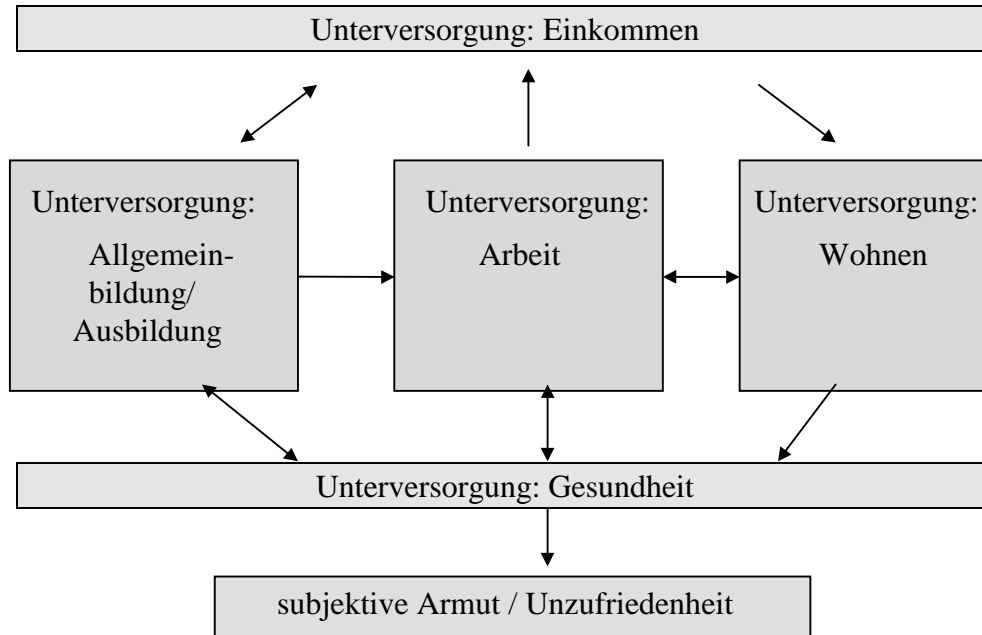 Unterversorgung: Einkommen
Unterversorgung:
Allgemein-
bildung/
Ausbildung
Unterversorgung:
Arbeit
Unterversorgung:
Wohnen
Unterversorgung: Gesundheit
subjektive Armut / Unzufriedenheit